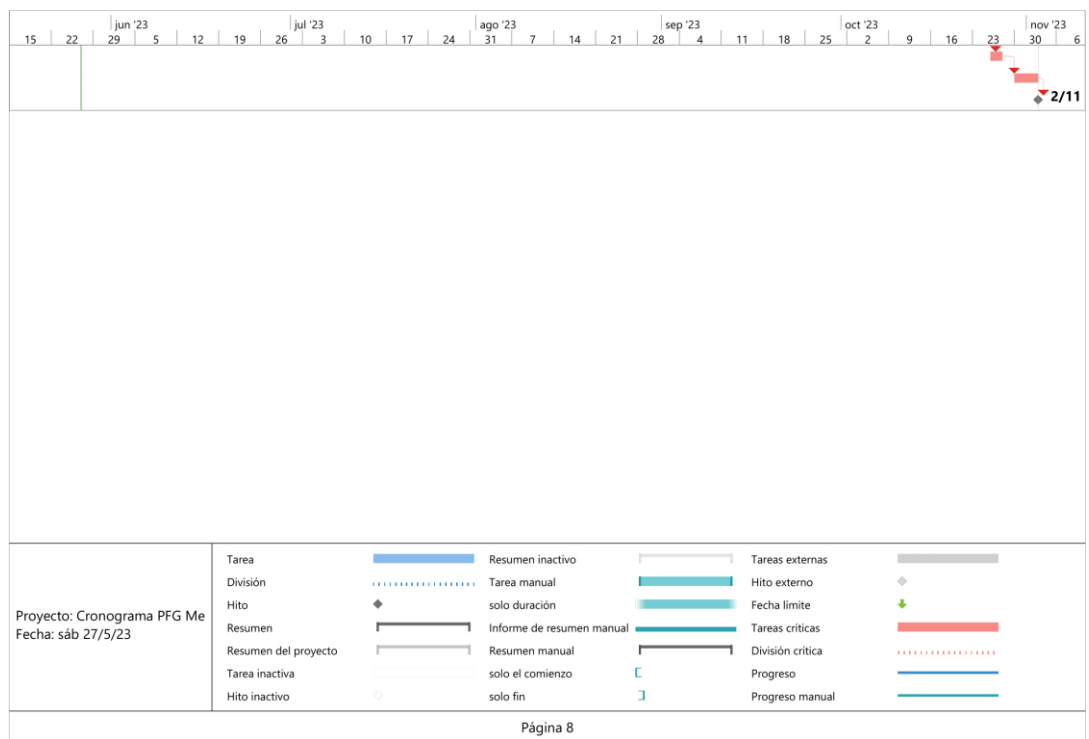 jun '23 jul '23 ago '23 sep '23 oct '23 nov '23
15 22 29 5 12 19 26 3 10 17 24 31 7 14 21 28 4 11 18 25 2 9 16 23 30 6
2/11
Proyecto: Cronograma PFG Me
Fecha: sáb 27/5/23
Tarea
División
Hito
Resumen
Resumen del proyecto
Tarea inactiva
Hito inactivo
Resumen inactivo
Tarea manual
solo duración
Informe de resumen manual
Resumen manual
solo el comienzo
solo fin
Tareas externas
Hito externo
Fecha límite
Tareas críticas
División crítica
Progreso
Progreso manual
Página 8